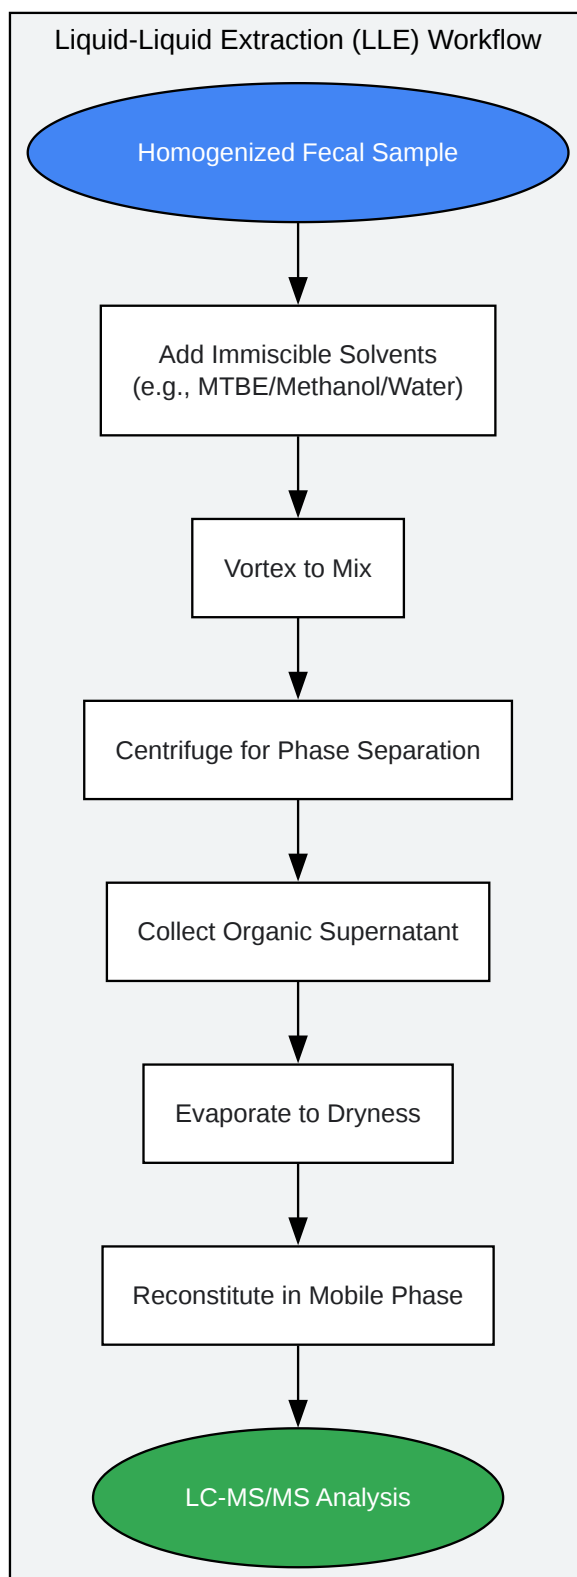 Liquid-Liquid Extraction (LLE) Workflow
Homogenized Fecal Sample
Add Immiscible Solvents
(e.g., MTBE/Methanol/Water)
Vortex to Mix
Centrifuge for Phase Separation
Collect Organic Supernatant
Evaporate to Dryness
Reconstitute in Mobile Phase
LC-MS/MS Analysis